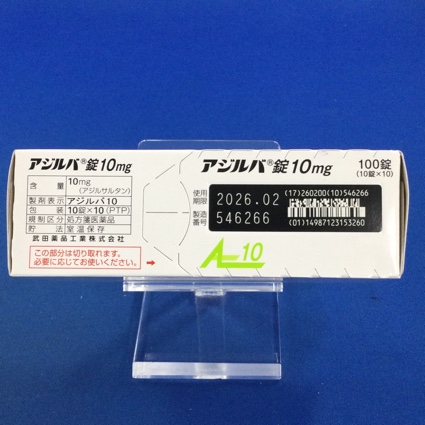 アジルバ®錠10mg
含 量 10mg
(アジルサルタン)
製剤表示 アジルバ10
包 装 10錠×10(PTP)
規制区分 処方箋医薬品
貯 法 室温保存
武田薬品工業株式会社
この部分は切り取れます。
必要に応じてお使いください。
アジルバ®錠10mg
100錠
(10錠×10)
使用期限 2026.02
製造番号 546266
(17)260200(10)546266
(01)14987123153260
10